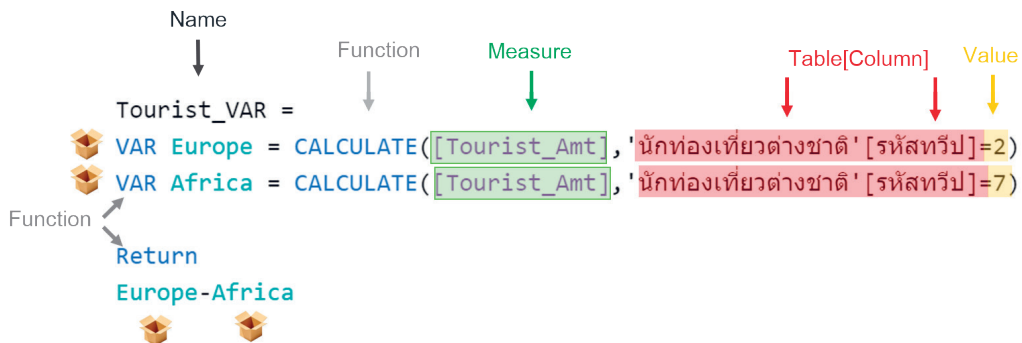 Name
Function
Measure
Table[Column]
Value
Tourist_VAR =
VAR Europe = CALCULATE([Tourist_Amt],'นักท่องเที่ยวต่างชาติ'[รหัสทวีป]=2)
VAR Africa = CALCULATE([Tourist_Amt],'นักท่องเที่ยวต่างชาติ'[รหัสทวีป]=7)
Function
Return
Europe-Africa